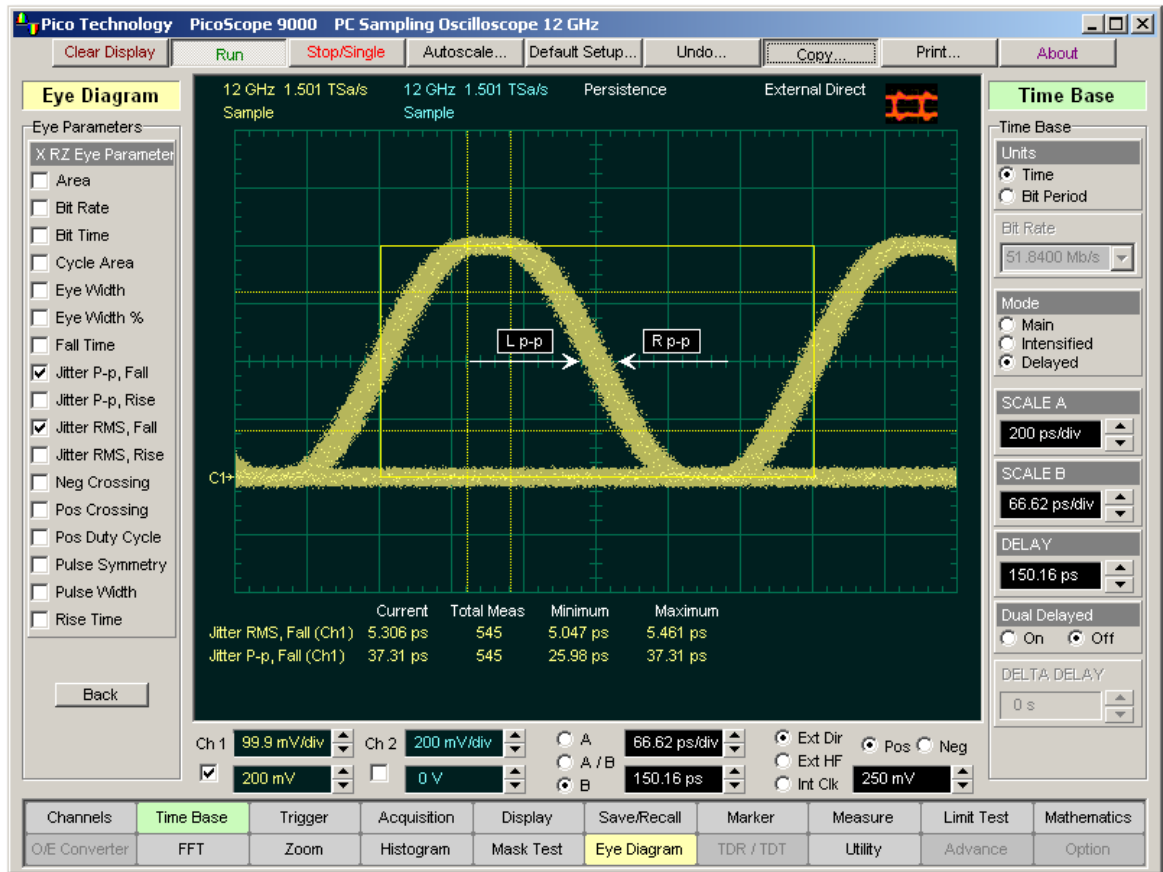 Pico Technology PicoScope 9000 PC Sampling Oscilloscope 12 GHz
Clear Display Run Stop/Single Autoscale... Default Setup... Undo... Copy... Print... About
Eye Diagram
Eye Parameters
X RZ Eye Parameter
Area
Bit Rate
Bit Time
Cycle Area
Eye Width
Eye Width %
Fall Time
Jitter P-p, Fall
Jitter P-p, Rise
Jitter RMS, Fall
Jitter RMS, Rise
Neg Crossing
Pos Crossing
Pos Duty Cycle
Pulse Symmetry
Pulse Width
Rise Time
Back
12 GHz 1.501 TSa/s 12 GHz 1.501 TSa/s Persistence External Direct
Sample Sample
L p-p R p-p
C1
Current Total Meas Minimum Maximum
Jitter RMS, Fall (Ch1) 5.306 ps 545 5.047 ps 5.461 ps
Jitter P-p, Fall (Ch1) 37.31 ps 545 25.98 ps 37.31 ps
Time Base
Time Base
Units
Time
Bit Period
Bit Rate
51.8400 Mb/s
Mode
Main
Intensified
Delayed
SCALE A
200 ps/div
SCALE B
66.62 ps/div
DELAY
150.16 ps
Dual Delayed
On Off
DELTA DELAY
0 s
Ch 1 99.9 mV/div Ch 2 200 mV/div A 66.62 ps/div Ext Dir Pos Neg
A / B Ext HF
200 mV 0 V B 150.16 ps Int Clk 250 mV
Channels Time Base Trigger Acquisition Display Save/Recall Marker Measure Limit Test Mathematics
O/E Converter FFT Zoom Histogram Mask Test Eye Diagram TDR / TDT Utility Advance Option